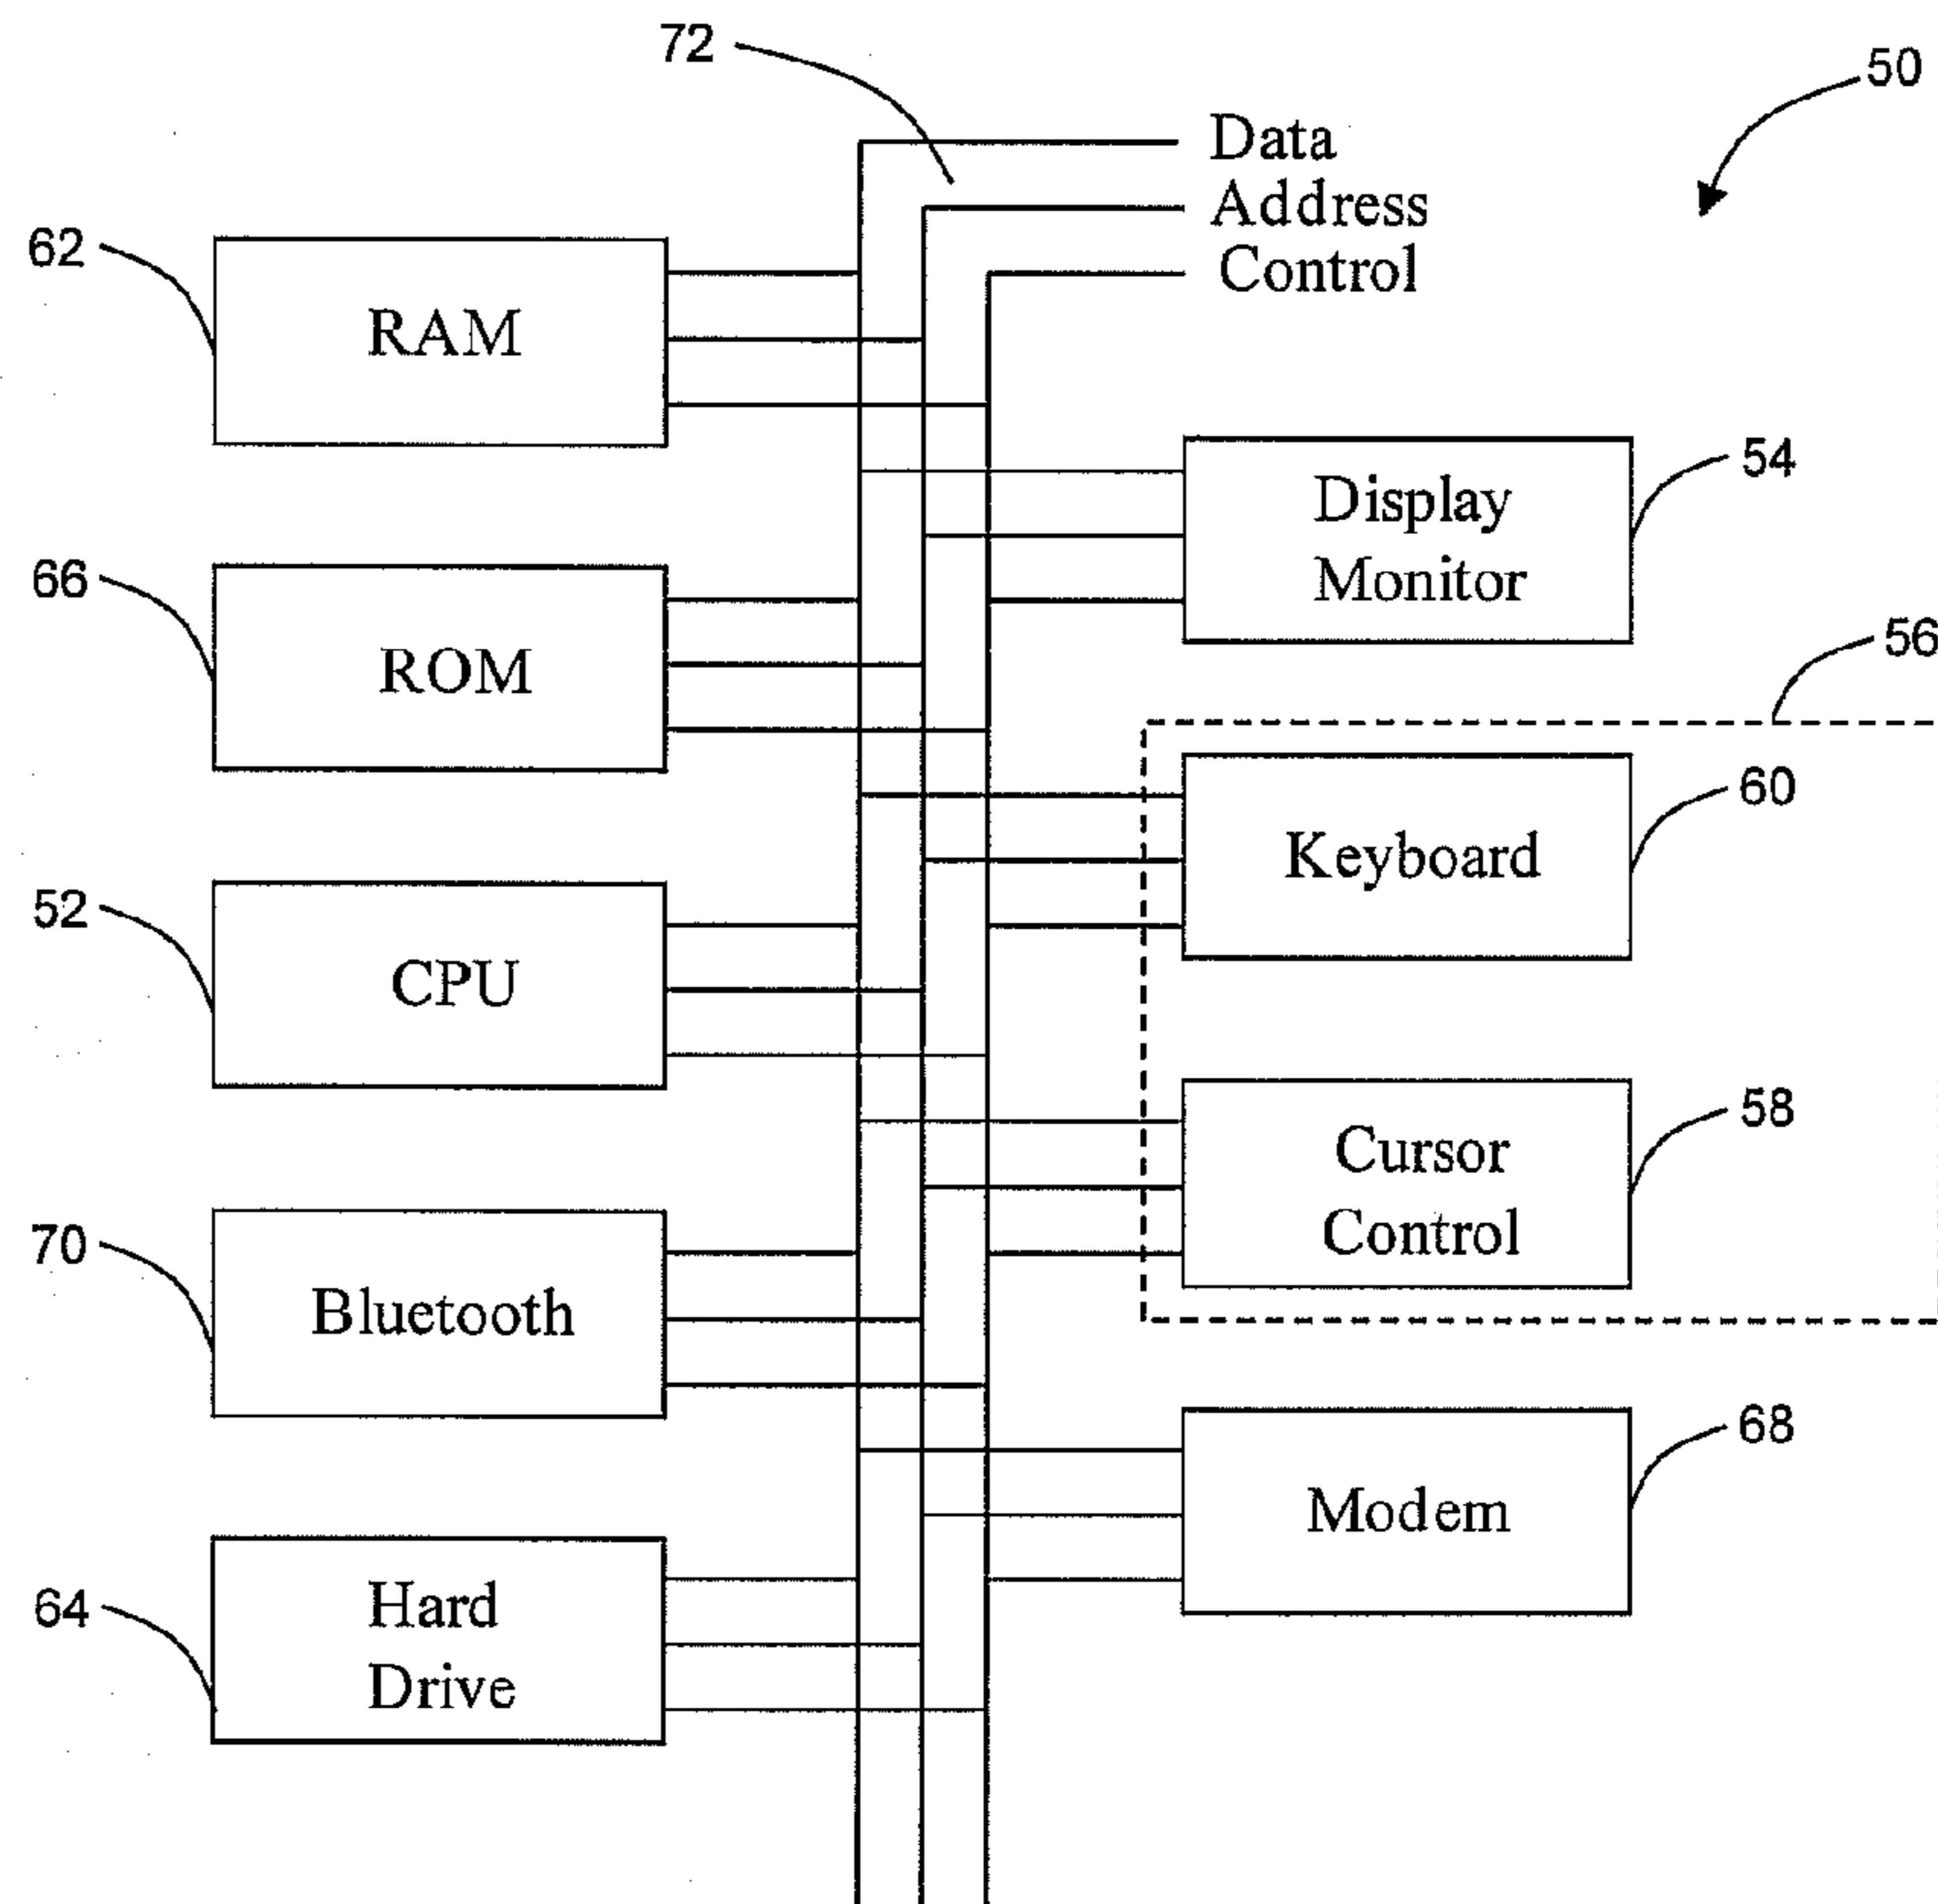 72
50
Data
Address
Control
62
RAM
54
Display
Monitor
66
ROM
56
60
Keyboard
52
CPU
58
Cursor
Control
70
Bluetooth
68
Modem
64
Hard
Drive